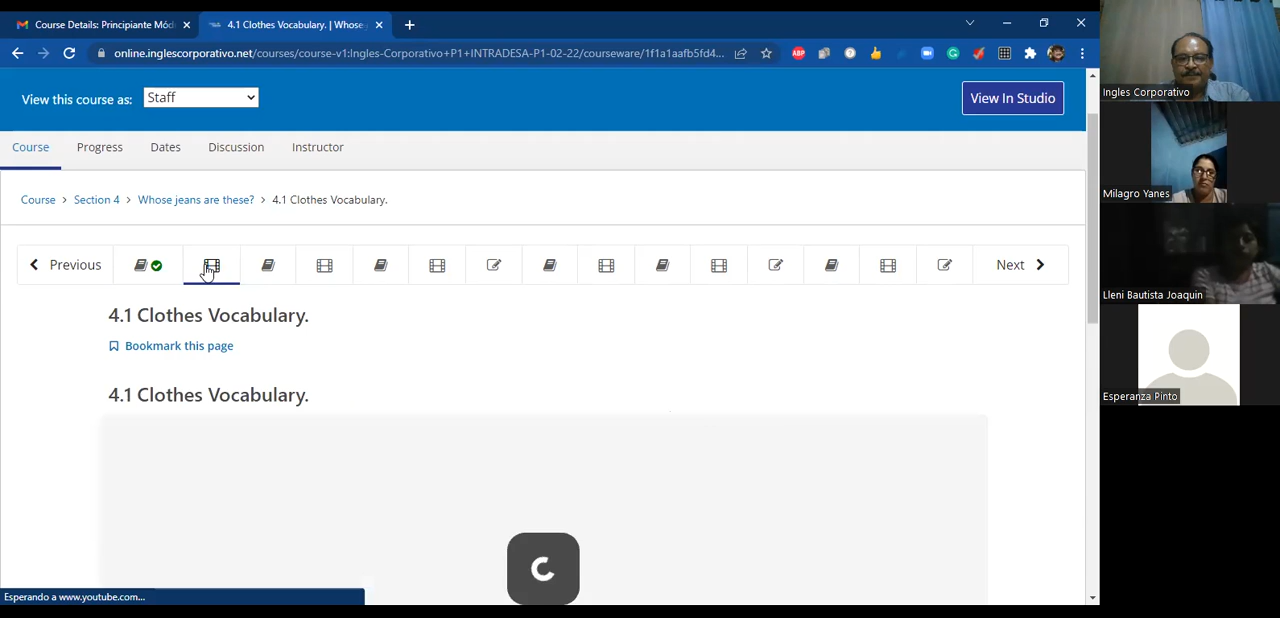 Course Details: Principiante Mód
4.1 Clothes Vocabulary. | Whose
online.inglescorporativo.net/courses/course-v1:Ingles-Corporativo+P1+INTRADESA-P1-02-22/courseware/1f1a1aafb5fd4...
ABP
View this course as:
Staff
View In Studio
Course
Progress
Dates
Discussion
Instructor
Course > Section 4 > Whose jeans are these? > 4.1 Clothes Vocabulary.
Previous
Next
4.1 Clothes Vocabulary.
Bookmark this page
4.1 Clothes Vocabulary.
Esperando a www.youtube.com...
Ingles Corporativo
Milagro Yanes
Lleni Bautista Joaquin
Esperanza Pinto